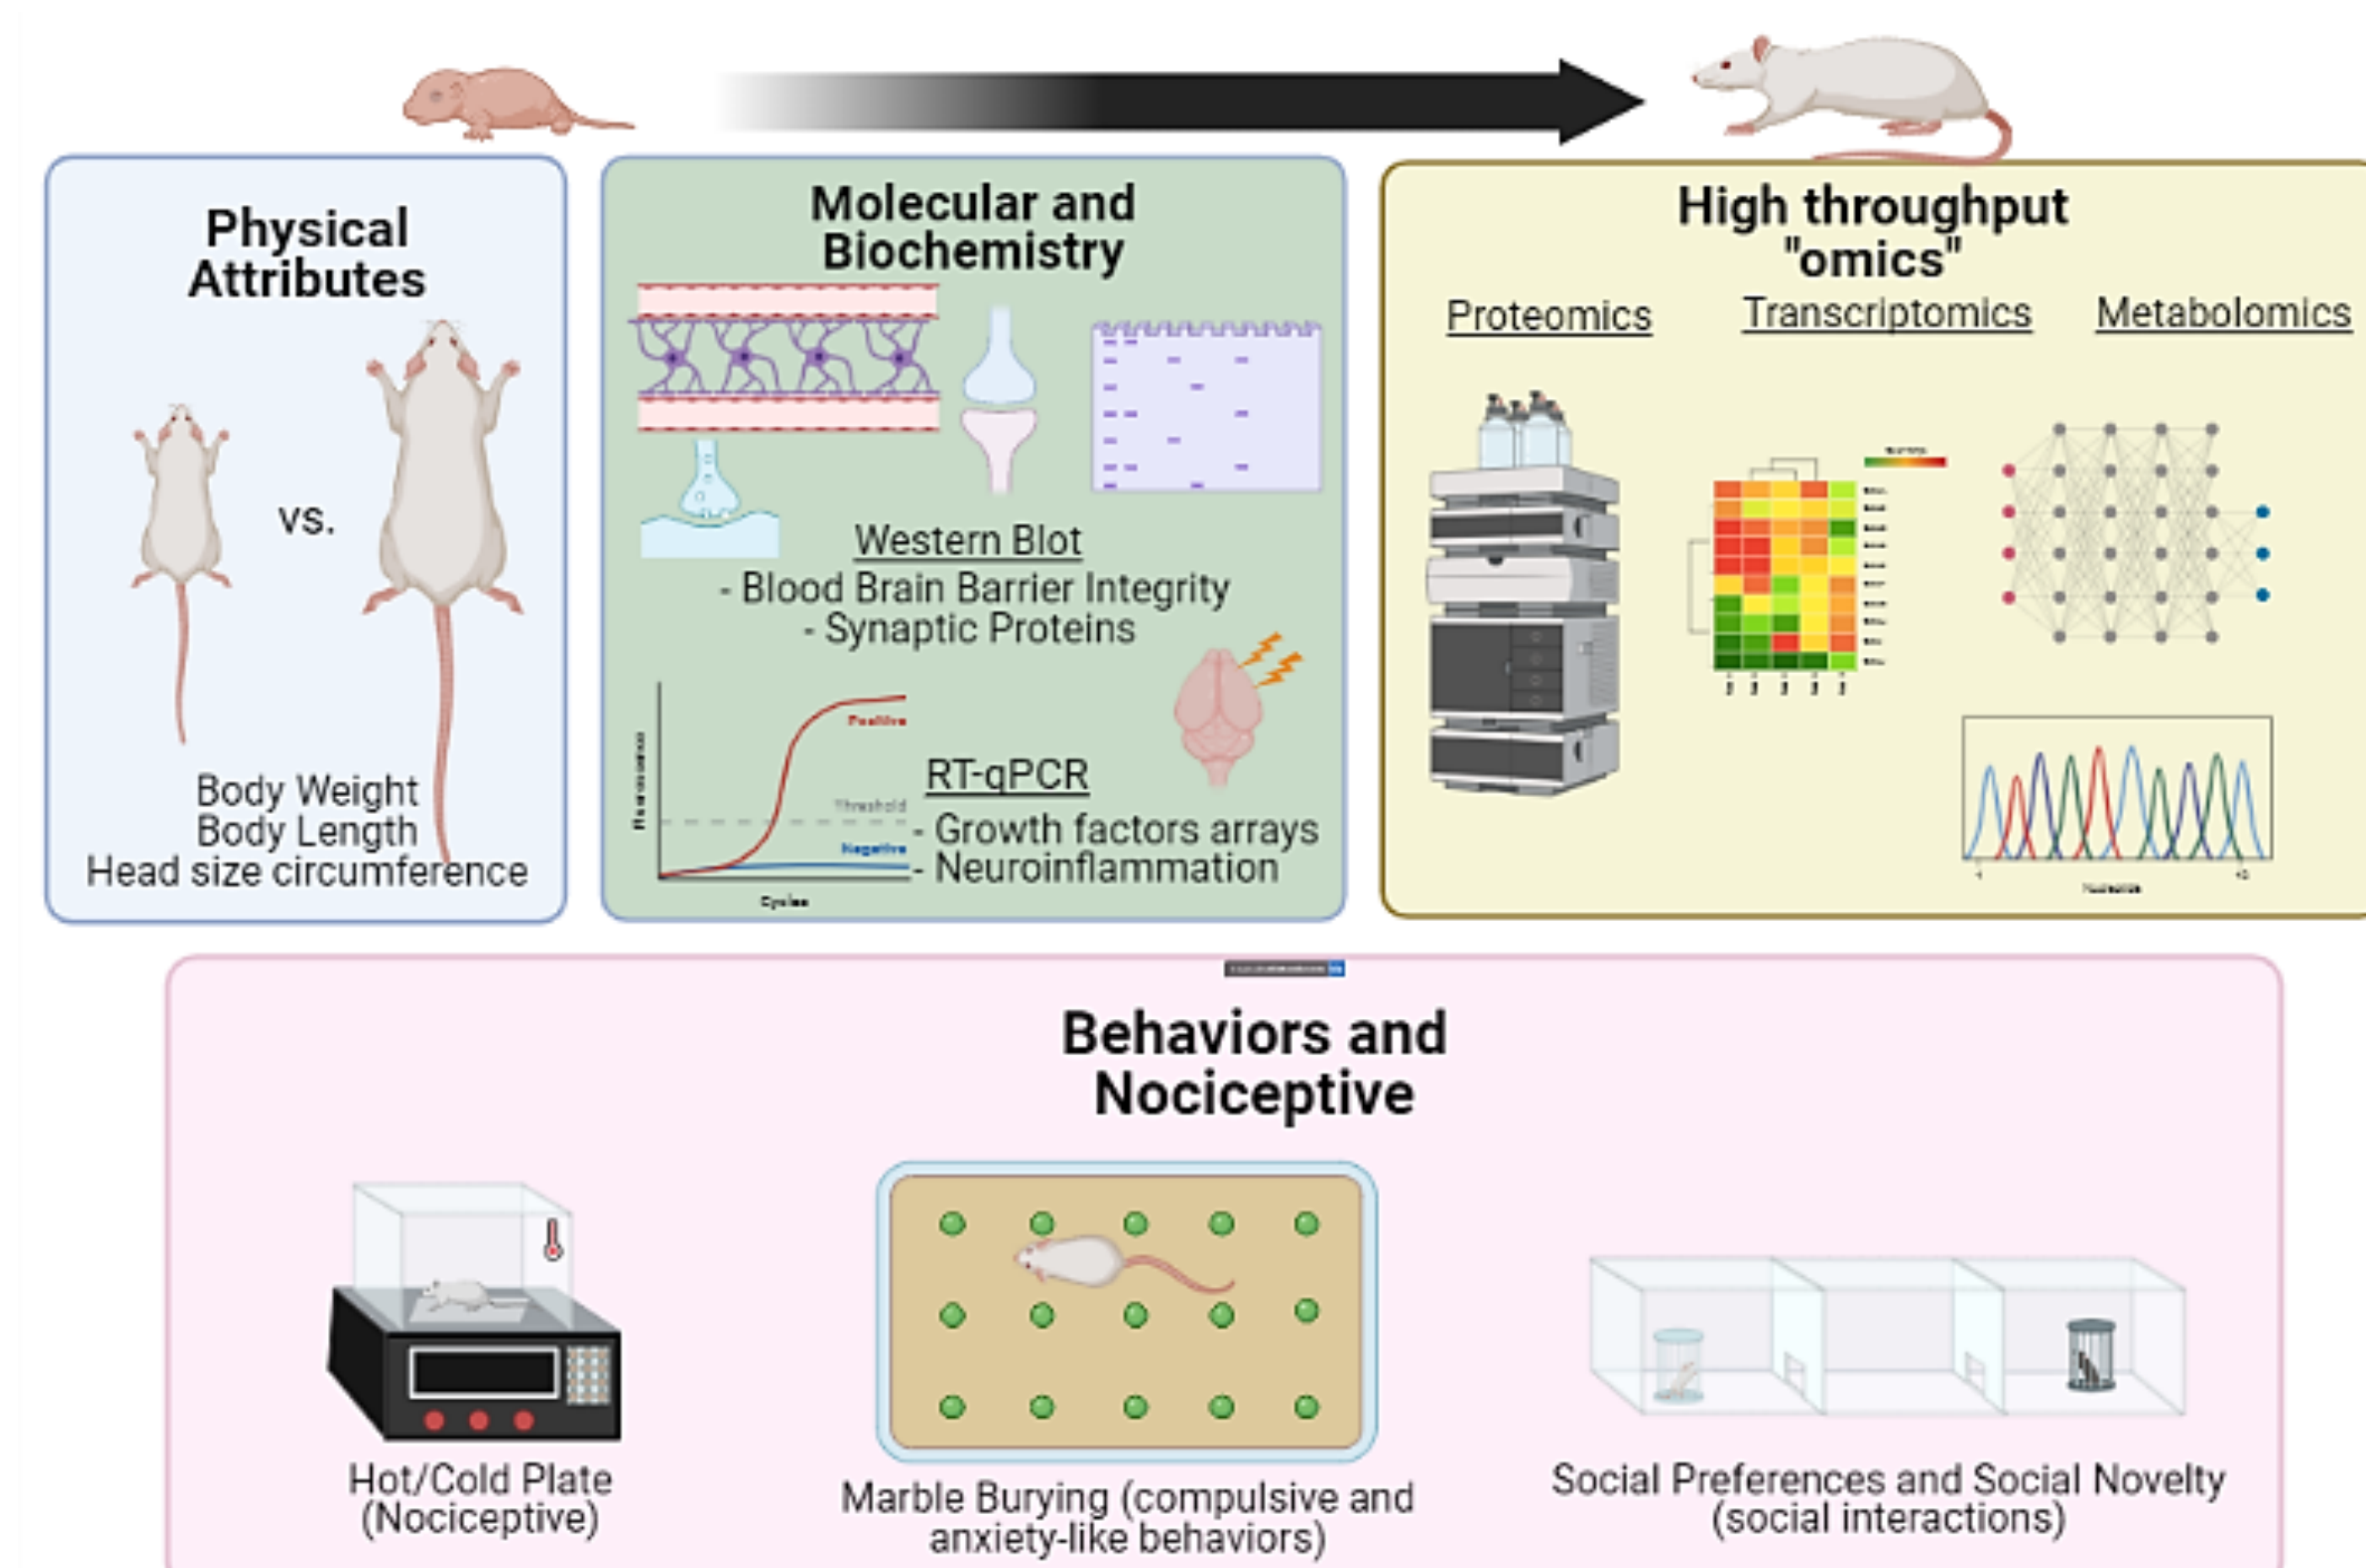 Physical
Attributes
vs.
Body Weight
Body Length
Head size circumference
Molecular and
Biochemistry
Western Blot
- Blood Brain Barrier Integrity
- Synaptic Proteins
Positive
Threshold
Negative
Cycles
RT-qPCR
- Growth factors arrays
- Neuroinflammation
High throughput
"omics"
Proteomics
Transcriptomics
Metabolomics
Behaviors and
Nociceptive
Hot/Cold Plate
(Nociceptive)
Marble Burying (compulsive and
anxiety-like behaviors)
Social Preferences and Social Novelty
(social interactions)